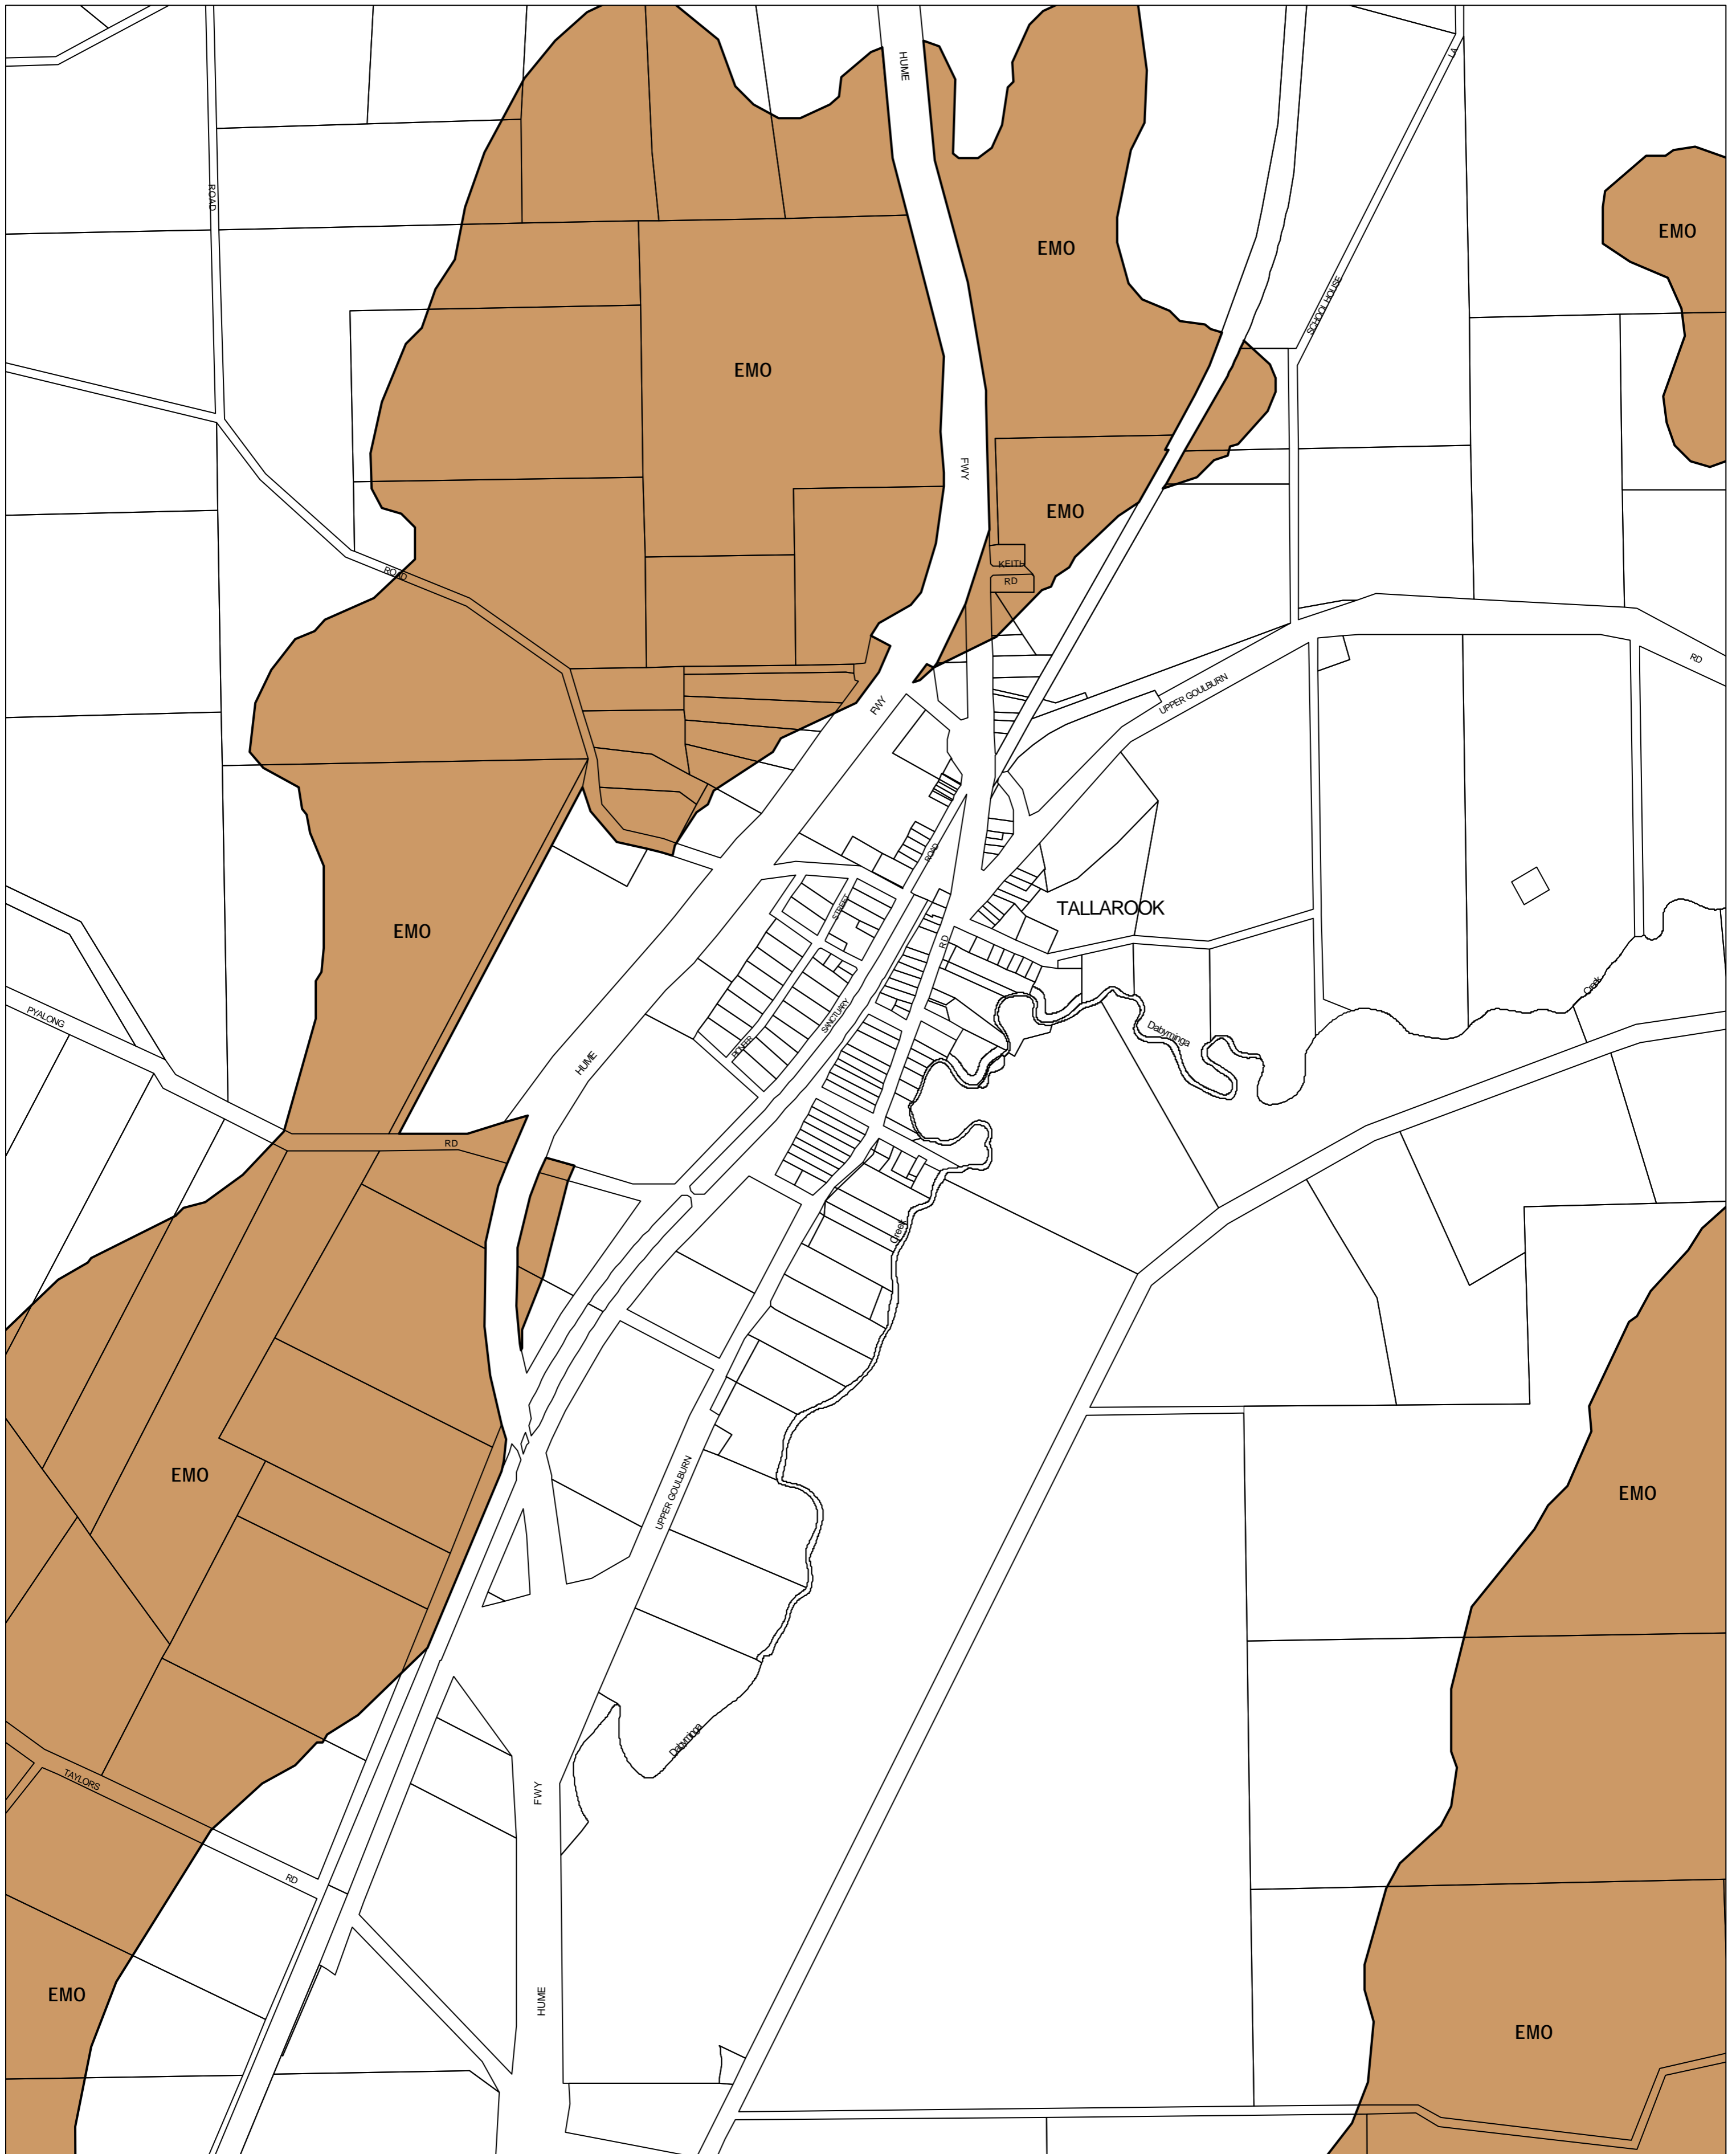 HUME
LA
ROAD
EMO
EMO
SCHOOL HOUSE
EMO
FWY
EMO
KEITH
RD
ROAD
RD
UPPER GOULBURN
FWY
ROAD
STREET
TALLAROOK
EMO
RD
Creek
PYALONG
SANCTUARY
Dabyminga
PIONEER
HUME
RD
Creek
EMO
EMO
UPPER GOULBURN
Dabyminga
TAYLORS
FWY
RD
EMO
HUME
EMO